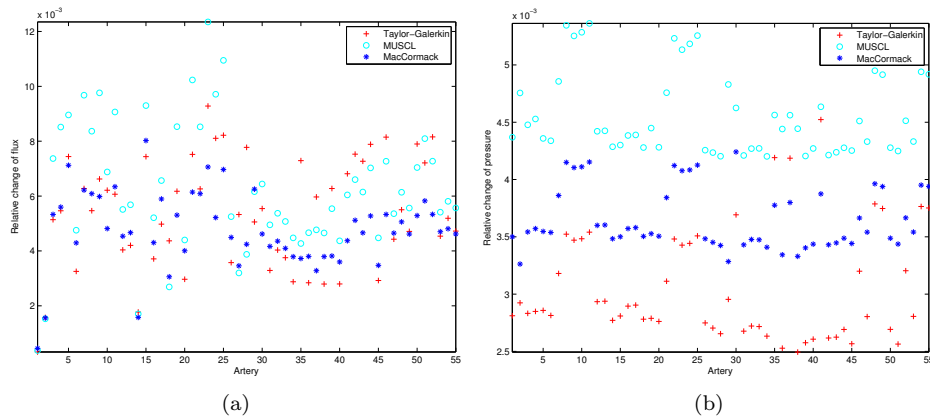 x 10⁻³
Taylor−Galerkin
MUSCL
MacCormack
12
10
8
6
4
2
Relative change of flux
5 10 15 20 25 30 35 40 45 50 55
Artery
(a)
x 10⁻³
Taylor−Galerkin
MUSCL
MacCormack
5
4.5
4
3.5
3
2.5
Relative change of pressure
5 10 15 20 25 30 35 40 45 50 55
Artery
(b)